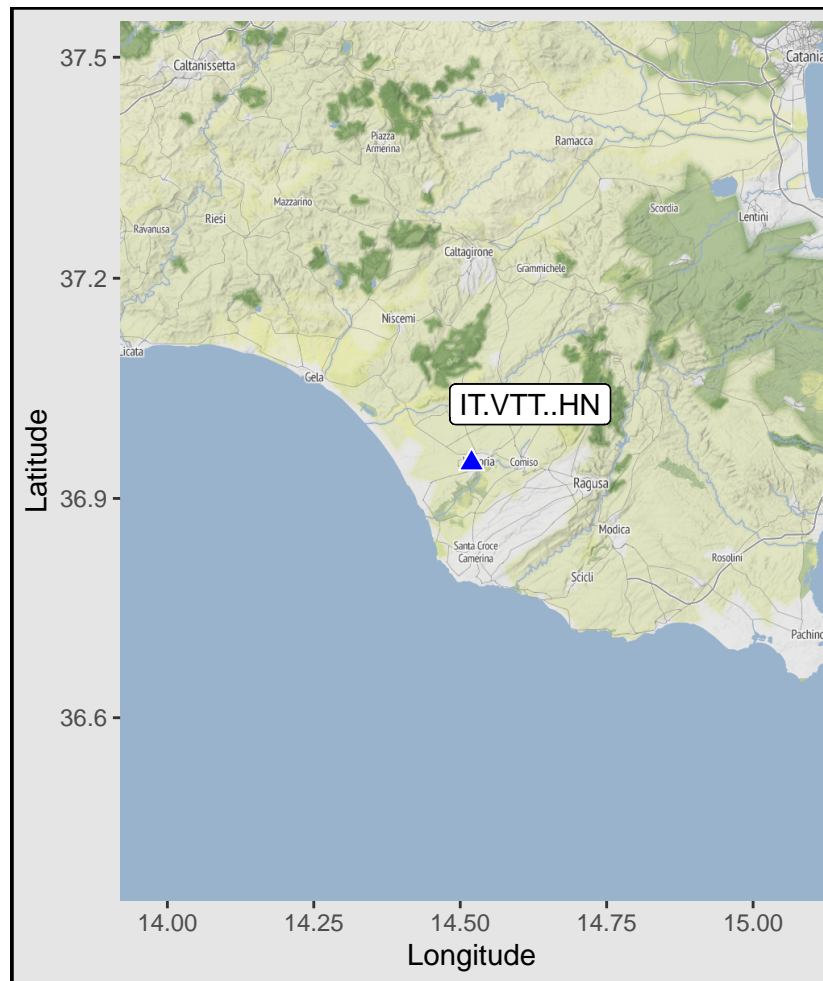 37.5
Caltanissetta
Catania
Piazza
Armerina
Ramacca
Mazzarino
Scordia
Lentini
Ravanusa
Riesi
Caltagirone
37.2
Grammichele
Niscemi
Licata
Gela
IT.VTT..HN
Latitude
Comiso
36.9
Ragusa
Modica
Santa Croce
Camerina
Rosolini
Scicli
Pachino
36.6
14.00
14.25
14.50
14.75
15.00
Longitude